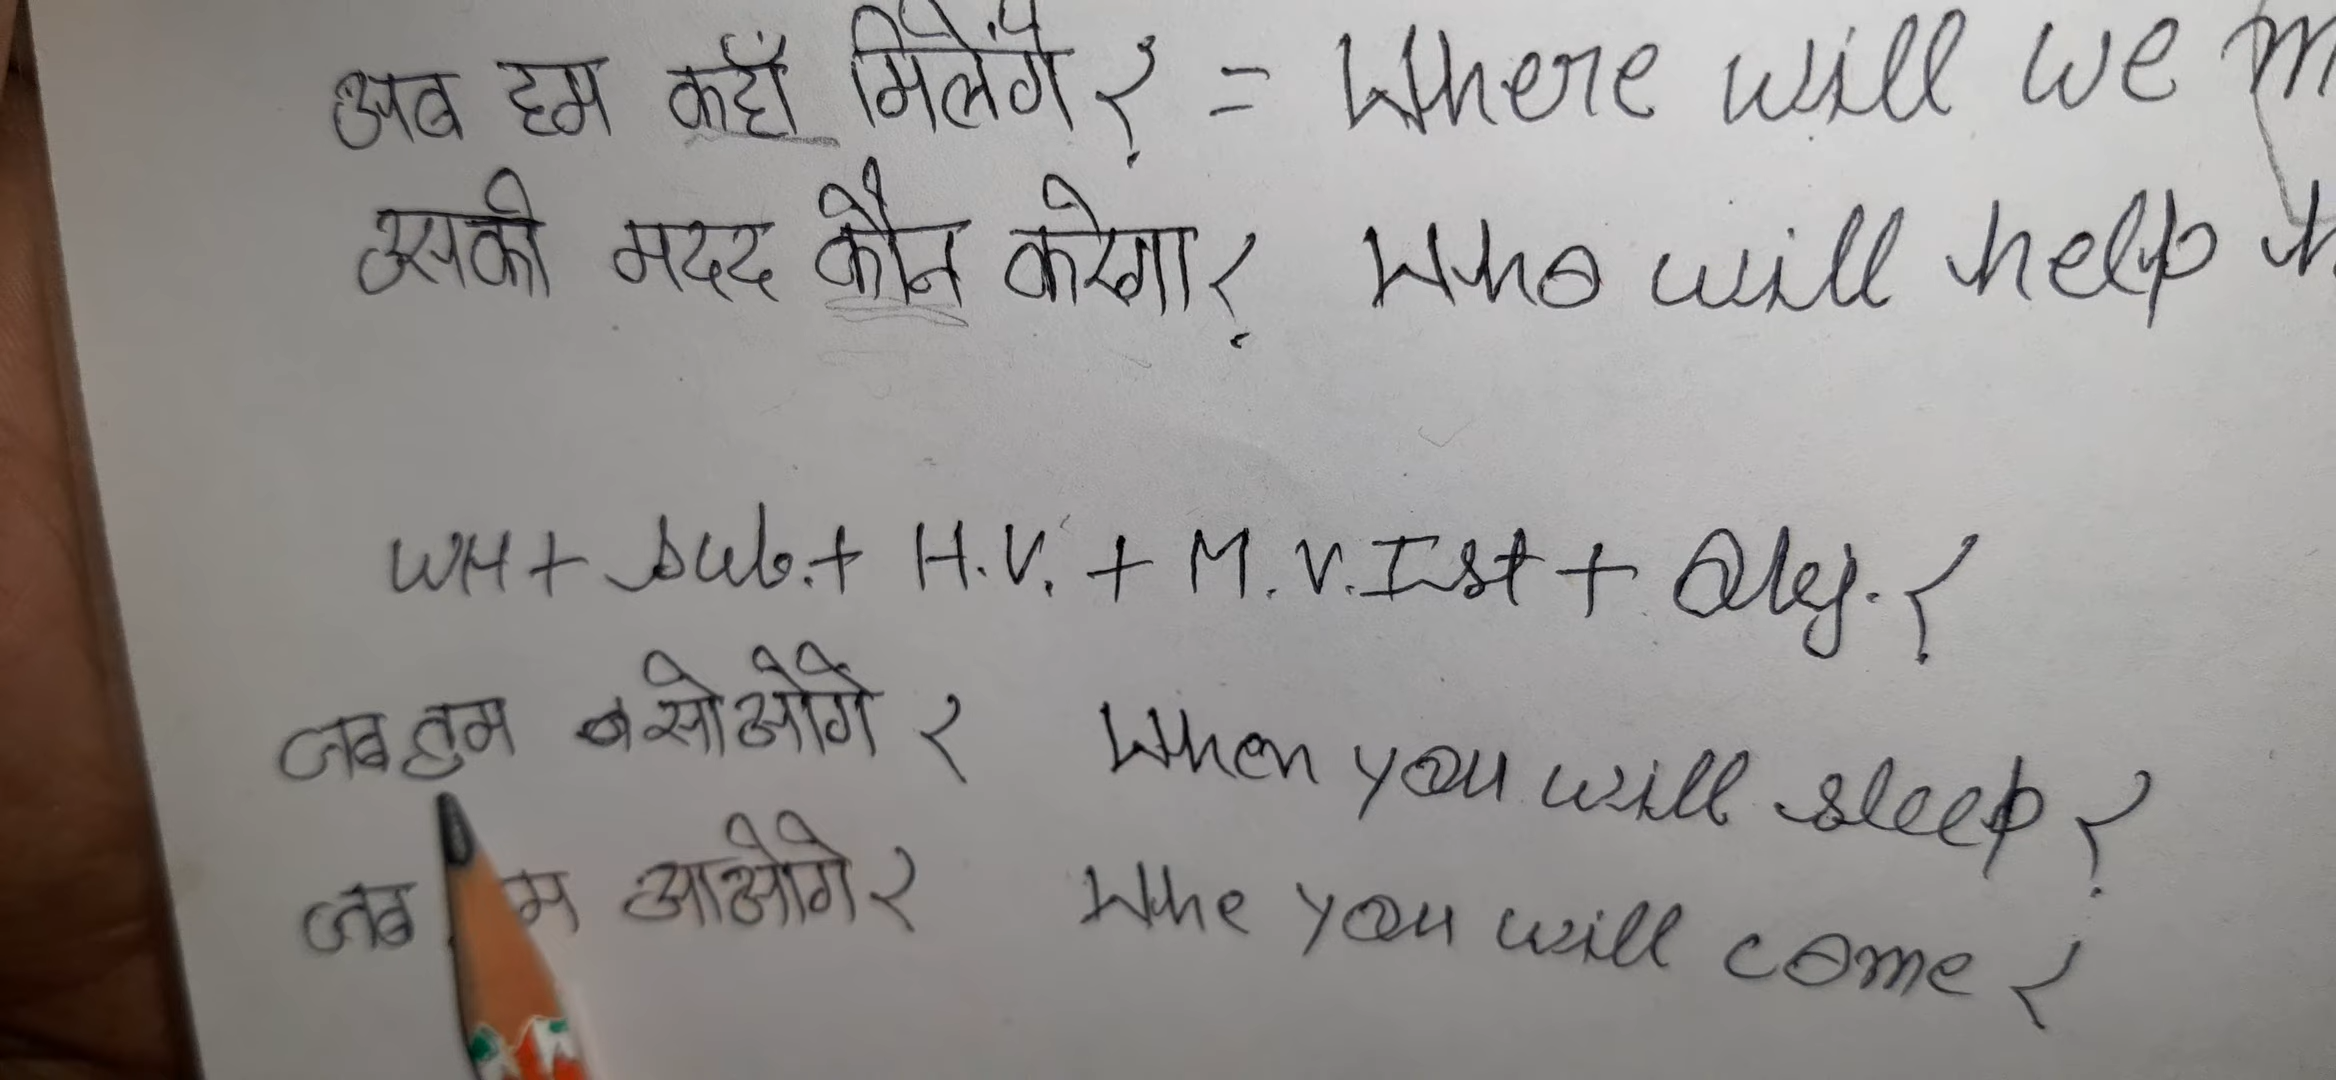 अब हम कहाँ मिलेंगे? = Where will we
उसकी मदद कौन करेगा? Who will help
WH + Sub. + H.V. + M.V.Ist + Obj.?
जब तुम सोओगे? When you will sleep?
जब आओगे? Whe you will come?